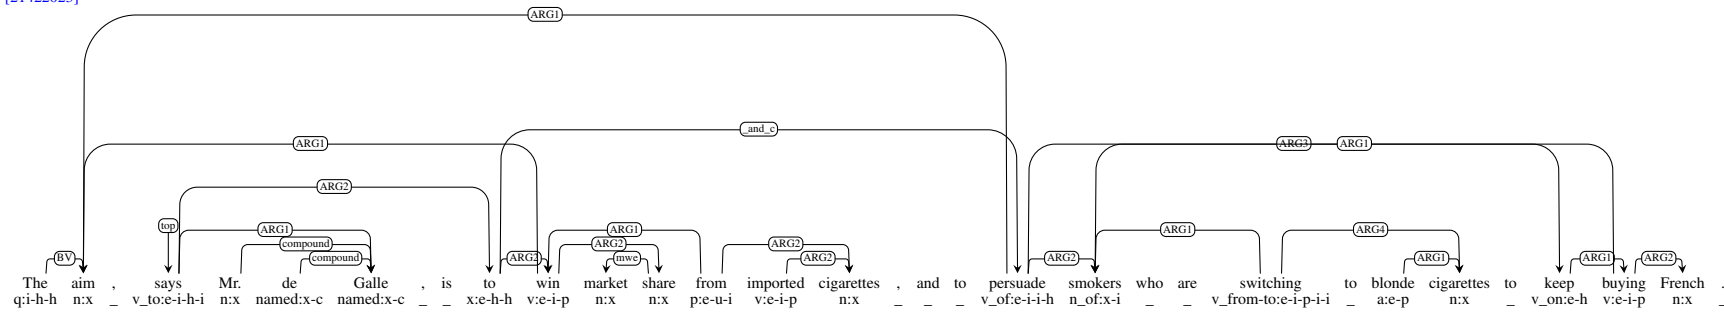 ARG1
_and_c
ARG1 ARG3 ARG1
ARG2
top ARG1 ARG1 ARG1 ARG4
compound ARG2 ARG2
BV compound ARG2 mwe ARG2 ARG2 ARG1 ARG1 ARG2
The aim , says Mr. de Galle , is to win market share from imported cigarettes , and to persuade smokers who are switching to blonde cigarettes to keep buying French .
q:i-h-h n:x _ v_to:e-i-h-i n:x named:x-c named:x-c _ _ x:e-h-h v:e-i-p n:x n:x p:e-u-i v:e-i-p n:x _ _ _ v_of:e-i-i-h n_of:x-i _ _ v_from-to:e-i-p-i-i _ a:e-p n:x _ v_on:e-h v:e-i-p n:x _